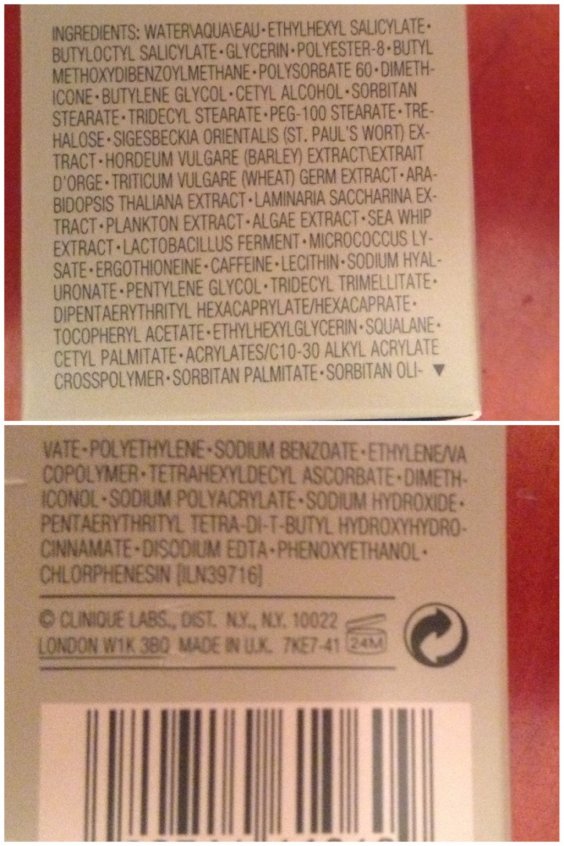 INGREDIENTS: WATER\AQUA\EAU • ETHYLHEXYL SALICYLATE •
BUTYLOCTYL SALICYLATE • GLYCERIN • POLYESTER-8 • BUTYL
METHOXYDIBENZOYLMETHANE • POLYSORBATE 60 • DIMETH-
ICONE • BUTYLENE GLYCOL • CETYL ALCOHOL • SORBITAN
STEARATE • TRIDECYL STEARATE • PEG-100 STEARATE • TRE-
HALOSE • SIGESBECKIA ORIENTALIS (ST. PAUL'S WORT) EX-
TRACT • HORDEUM VULGARE (BARLEY) EXTRACT\EXTRAIT
D'ORGE • TRITICUM VULGARE (WHEAT) GERM EXTRACT • ARA-
BIDOPSIS THALIANA EXTRACT • LAMINARIA SACCHARINA EX-
TRACT • PLANKTON EXTRACT • ALGAE EXTRACT • SEA WHIP
EXTRACT • LACTOBACILLUS FERMENT • MICROCOCCUS LY-
SATE • ERGOTHIONEINE • CAFFEINE • LECITHIN • SODIUM HYAL-
URONATE • PENTYLENE GLYCOL • TRIDECYL TRIMELLITATE •
DIPENTAERYTHRITYL HEXACAPRYLATE/HEXACAPRATE •
TOCOPHERYL ACETATE • ETHYLHEXYLGLYCERIN • SQUALANE •
CETYL PALMITATE • ACRYLATES/C10-30 ALKYL ACRYLATE
CROSSPOLYMER • SORBITAN PALMITATE • SORBITAN OLI- ▼
VATE • POLYETHYLENE • SODIUM BENZOATE • ETHYLENE/VA
COPOLYMER • TETRAHEXYLDECYL ASCORBATE • DIMETH-
ICONOL • SODIUM POLYACRYLATE • SODIUM HYDROXIDE •
PENTAERYTHRITYL TETRA-DI-T-BUTYL HYDROXYHYDRO-
CINNAMATE • DISODIUM EDTA • PHENOXYETHANOL •
CHLORPHENESIN [ILN39716]
© CLINIQUE LABS., DIST. N.Y., N.Y. 10022
LONDON W1K 3BQ MADE IN U.K. 7KE7-41 24M